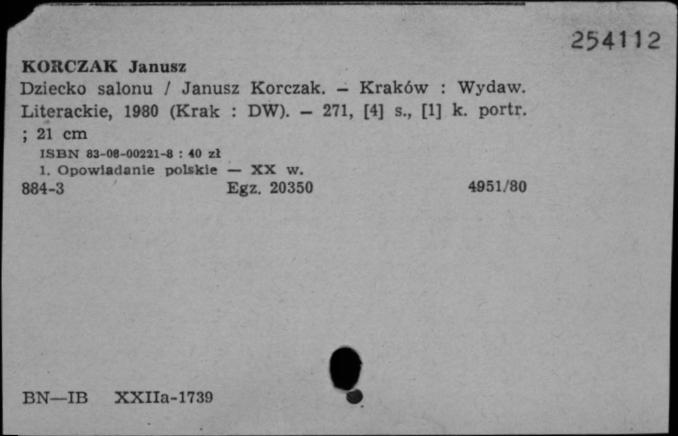 254112
KORCZAK Janusz
Dziecko salonu / Janusz Korczak. — Kraków : Wydaw.
Literackie, 1980 (Krak : DW). — 271, [4] s., [1] k. portr.
; 21 cm
ISBN 83-08-00221-8 : 40 zł
1. Opowiadanie polskie — XX w.
884-3 Egz. 20350 4951/80
BN—IB XXIIa-1739